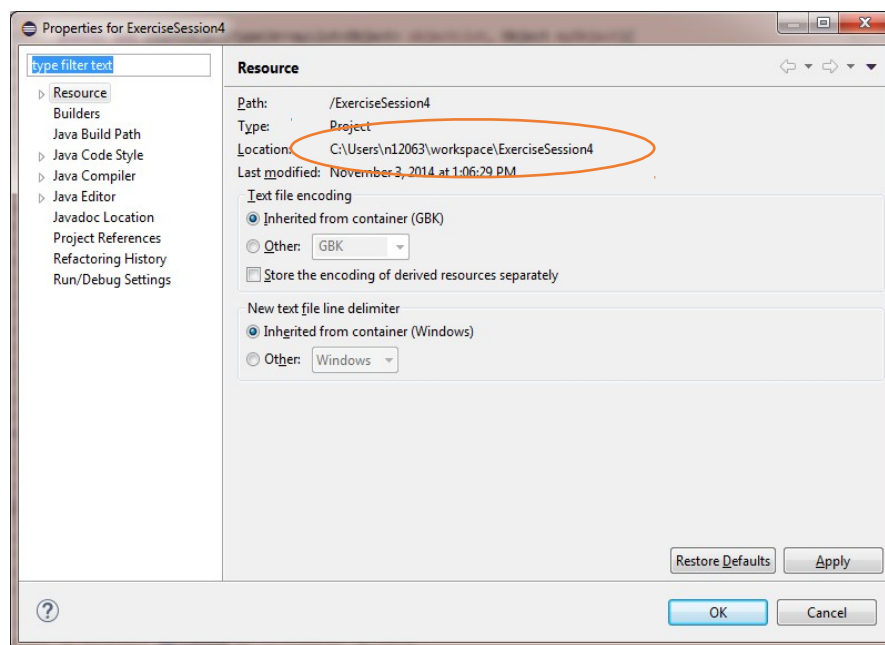 Properties for ExerciseSession4
type filter text
Resource
Builders
Java Build Path
Java Code Style
Java Compiler
Java Editor
Javadoc Location
Project References
Refactoring History
Run/Debug Settings
Resource
Path: /ExerciseSession4
Type: Project
Location: C:\Users\n12063\workspace\ExerciseSession4
Last modified: November 3, 2014 at 1:06:29 PM
Text file encoding
Inherited from container (GBK)
Other: GBK
Store the encoding of derived resources separately
New text file line delimiter
Inherited from container (Windows)
Other: Windows
Restore Defaults Apply
? OK Cancel